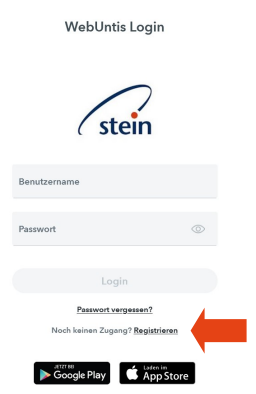 WebUntis Login
stein
Benutzername
Passwort
Login
Passwort vergessen?
Noch keinen Zugang? Registrieren
JETZT BEI
Google Play
Laden im
App Store